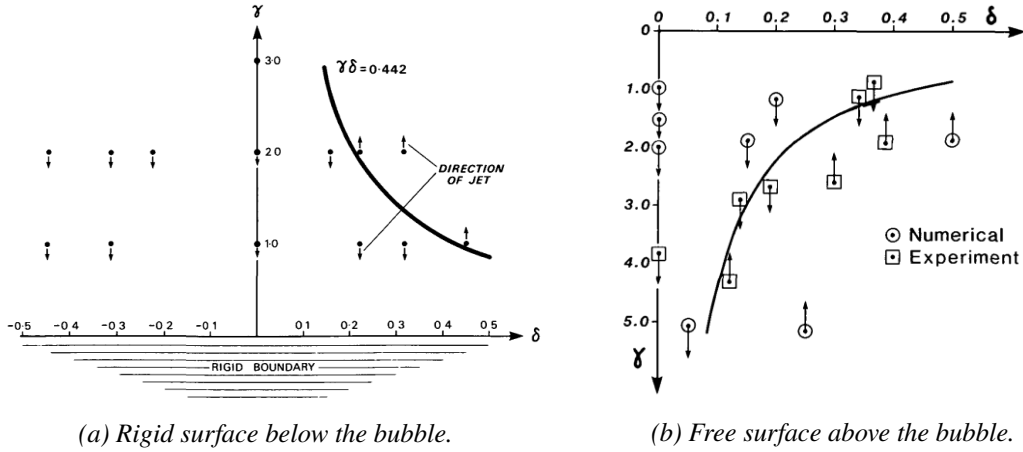 γ
3·0
γδ=0·442
2·0
DIRECTION
OF JET
1·0
-0·5 -0·4 -0·3 -0·2 -0·1 0·1 0·2 0·3 0·4 0·5 δ
RIGID BOUNDARY
(a) Rigid surface below the bubble.
0 0.1 0.2 0.3 0.4 0.5 δ
0
1.0
2.0
3.0
4.0
5.0
γ
Numerical
Experiment
(b) Free surface above the bubble.